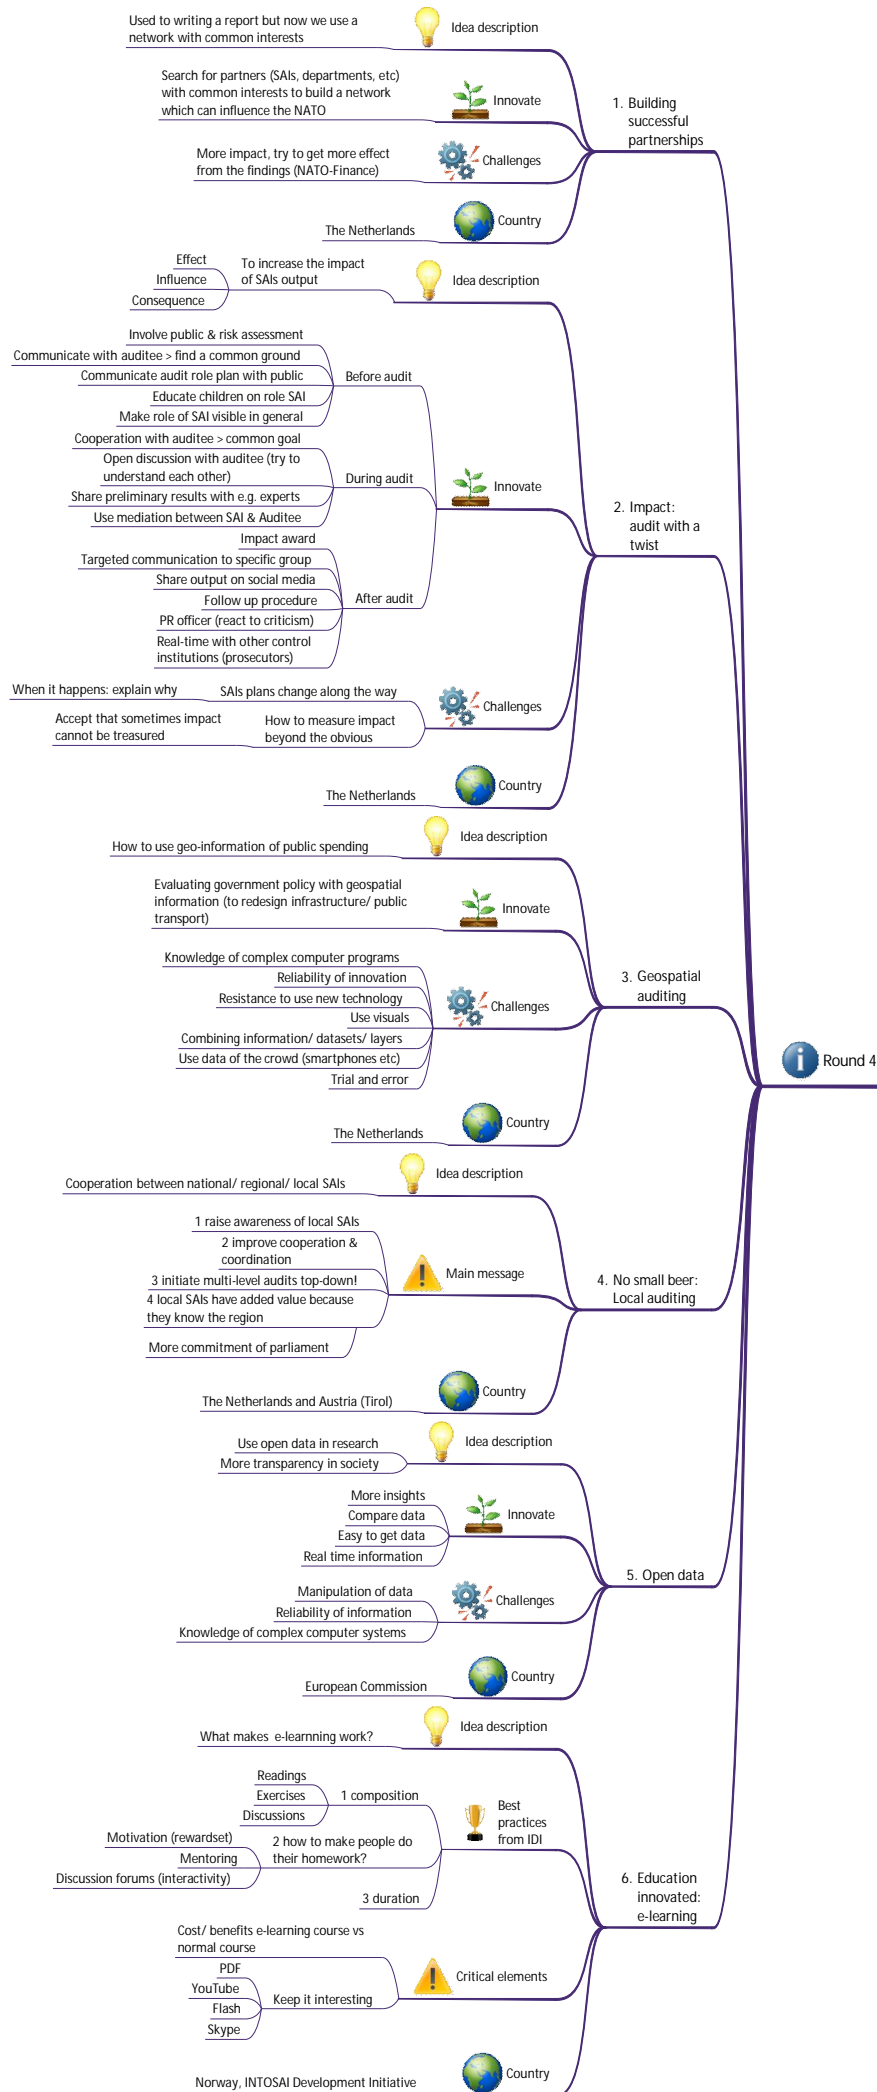 Used to writing a report but now we use a
network with common interests
Idea description
Search for partners (SAIs, departments, etc)
with common interests to build a network
which can influence the NATO
Innovate
1. Building
successful
partnerships
More impact, try to get more effect
from the findings (NATO-Finance)
Challenges
The Netherlands
Country
Effect
Influence
Consequence
To increase the impact
of SAIs output
Idea description
Involve public & risk assessment
Communicate with auditee > find a common ground
Communicate audit role plan with public
Educate children on role SAI
Make role of SAI visible in general
Before audit
Cooperation with auditee > common goal
Open discussion with auditee (try to
understand each other)
Share preliminary results with e.g. experts
Use mediation between SAI & Auditee
During audit
Innovate
2. Impact:
audit with a
twist
Impact award
Targeted communication to specific group
Share output on social media
Follow up procedure
PR officer (react to criticism)
Real-time with other control
institutions (prosecutors)
After audit
When it happens: explain why
SAIs plans change along the way
Accept that sometimes impact
cannot be treasured
How to measure impact
beyond the obvious
Challenges
The Netherlands
Country
How to use geo-information of public spending
Idea description
Evaluating government policy with geospatial
information (to redesign infrastructure/ public
transport)
Innovate
3. Geospatial
auditing
Knowledge of complex computer programs
Reliability of innovation
Resistance to use new technology
Use visuals
Combining information/ datasets/ layers
Use data of the crowd (smartphones etc)
Trial and error
Challenges
Round 4
The Netherlands
Country
Cooperation between national/ regional/ local SAIs
Idea description
1 raise awareness of local SAIs
2 improve cooperation &
coordination
3 initiate multi-level audits top-down!
4 local SAIs have added value because
they know the region
More commitment of parliament
Main message
4. No small beer:
Local auditing
The Netherlands and Austria (Tirol)
Country
Use open data in research
More transparency in society
Idea description
More insights
Compare data
Easy to get data
Real time information
Innovate
5. Open data
Manipulation of data
Reliability of information
Knowledge of complex computer systems
Challenges
European Commission
Country
What makes e-learnning work?
Idea description
Readings
Exercises
Discussions
1 composition
Motivation (rewardset)
Mentoring
Discussion forums (interactivity)
2 how to make people do
their homework?
3 duration
Best
practices
from IDI
6. Education
innovated:
e-learning
Cost/ benefits e-learning course vs
normal course
PDF
YouTube
Flash
Skype
Keep it interesting
Critical elements
Norway, INTOSAI Development Initiative
Country